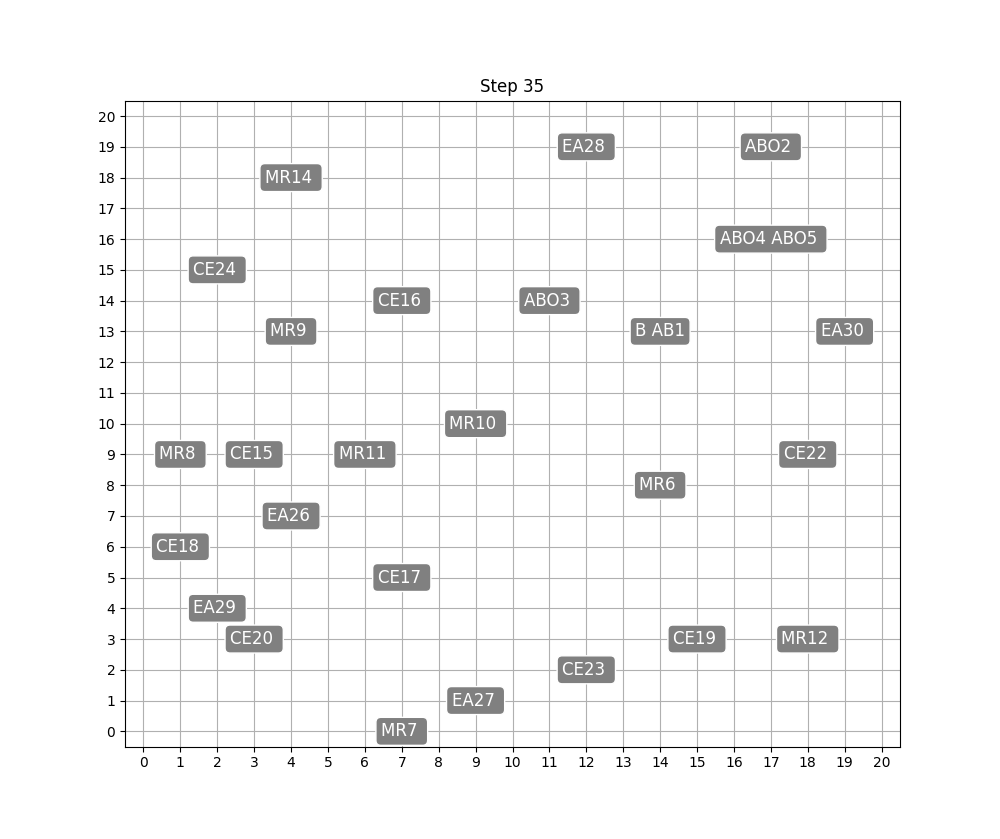 Step 35
20
19
EA28
ABO2
18
MR14
17
16
ABO4 ABO5
15
CE24
14
CE16
ABO3
13
MR9
B AB1
EA30
12
11
10
MR10
9
MR8
CE15
MR11
CE22
8
MR6
7
EA26
6
CE18
5
CE17
4
EA29
3
CE20
CE19
MR12
2
CE23
1
EA27
0
MR7
0 1 2 3 4 5 6 7 8 9 10 11 12 13 14 15 16 17 18 19 20